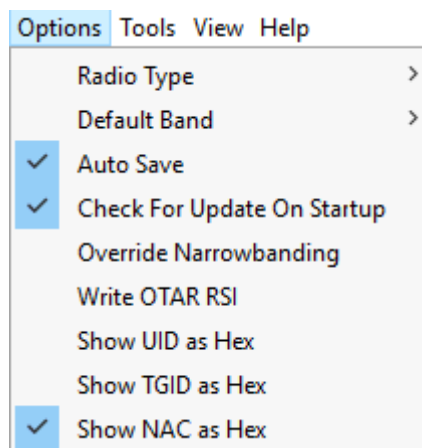 Options Tools View Help
Radio Type
Default Band
Auto Save
Check For Update On Startup
Override Narrowbanding
Write OTAR RSI
Show UID as Hex
Show TGID as Hex
Show NAC as Hex